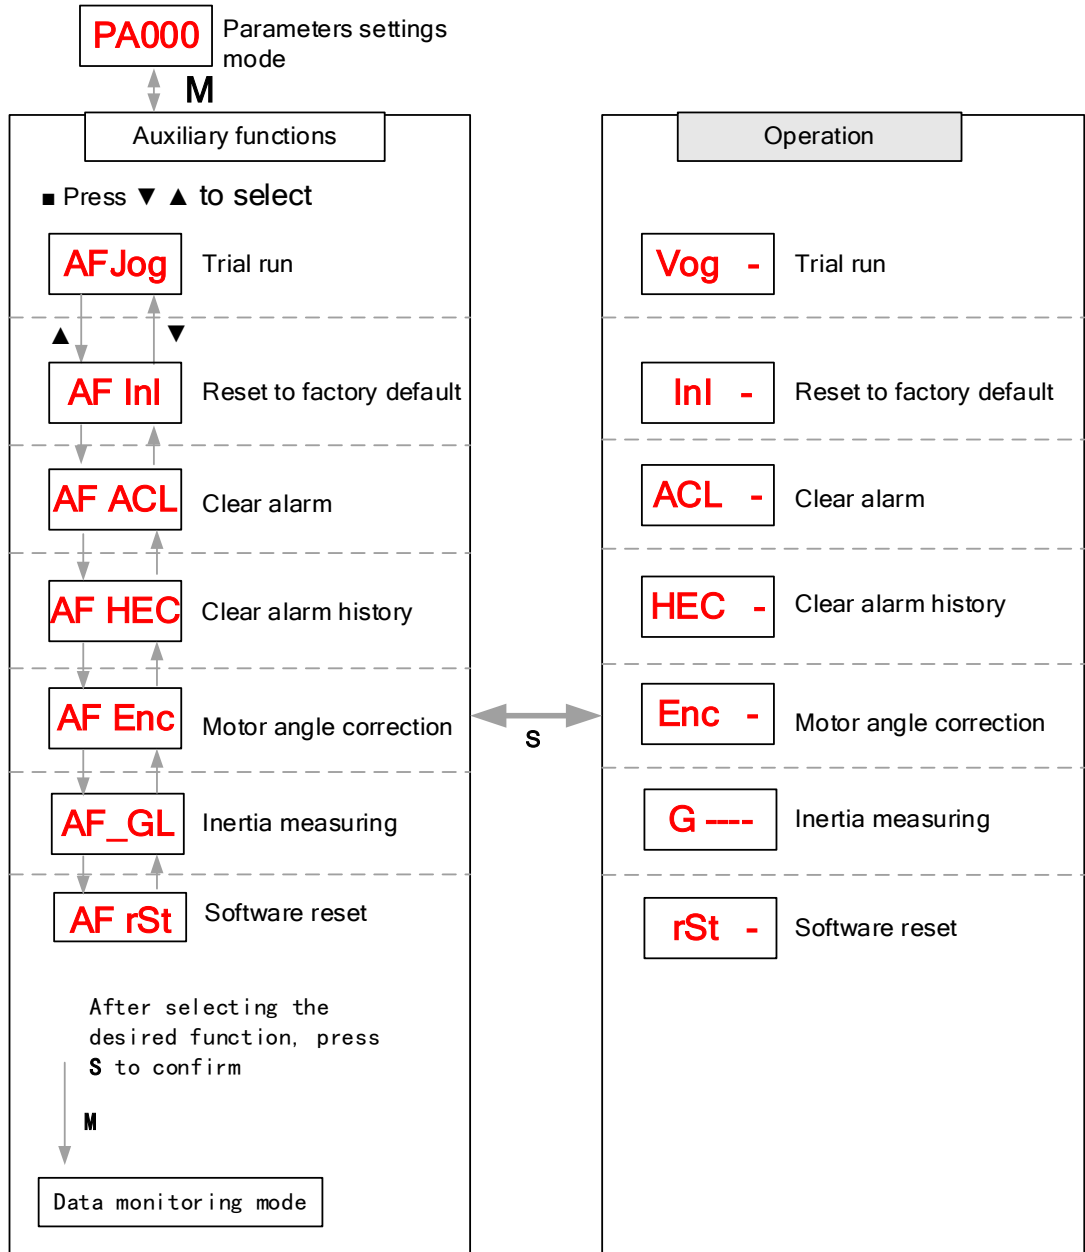 PA000
Parameters settings
mode
M
Auxiliary functions
■ Press ▼ ▲ to select
AFJog
Trial run
▲
▼
AF InI
Reset to factory default
AF ACL
Clear alarm
AF HEC
Clear alarm history
AF Enc
Motor angle correction
AF_GL
Inertia measuring
AF rSt
Software reset
After selecting the
desired function, press
S to confirm
M
Data monitoring mode
S
Operation
Vog -
Trial run
InI -
Reset to factory default
ACL -
Clear alarm
HEC -
Clear alarm history
Enc -
Motor angle correction
G ----
Inertia measuring
rSt -
Software reset